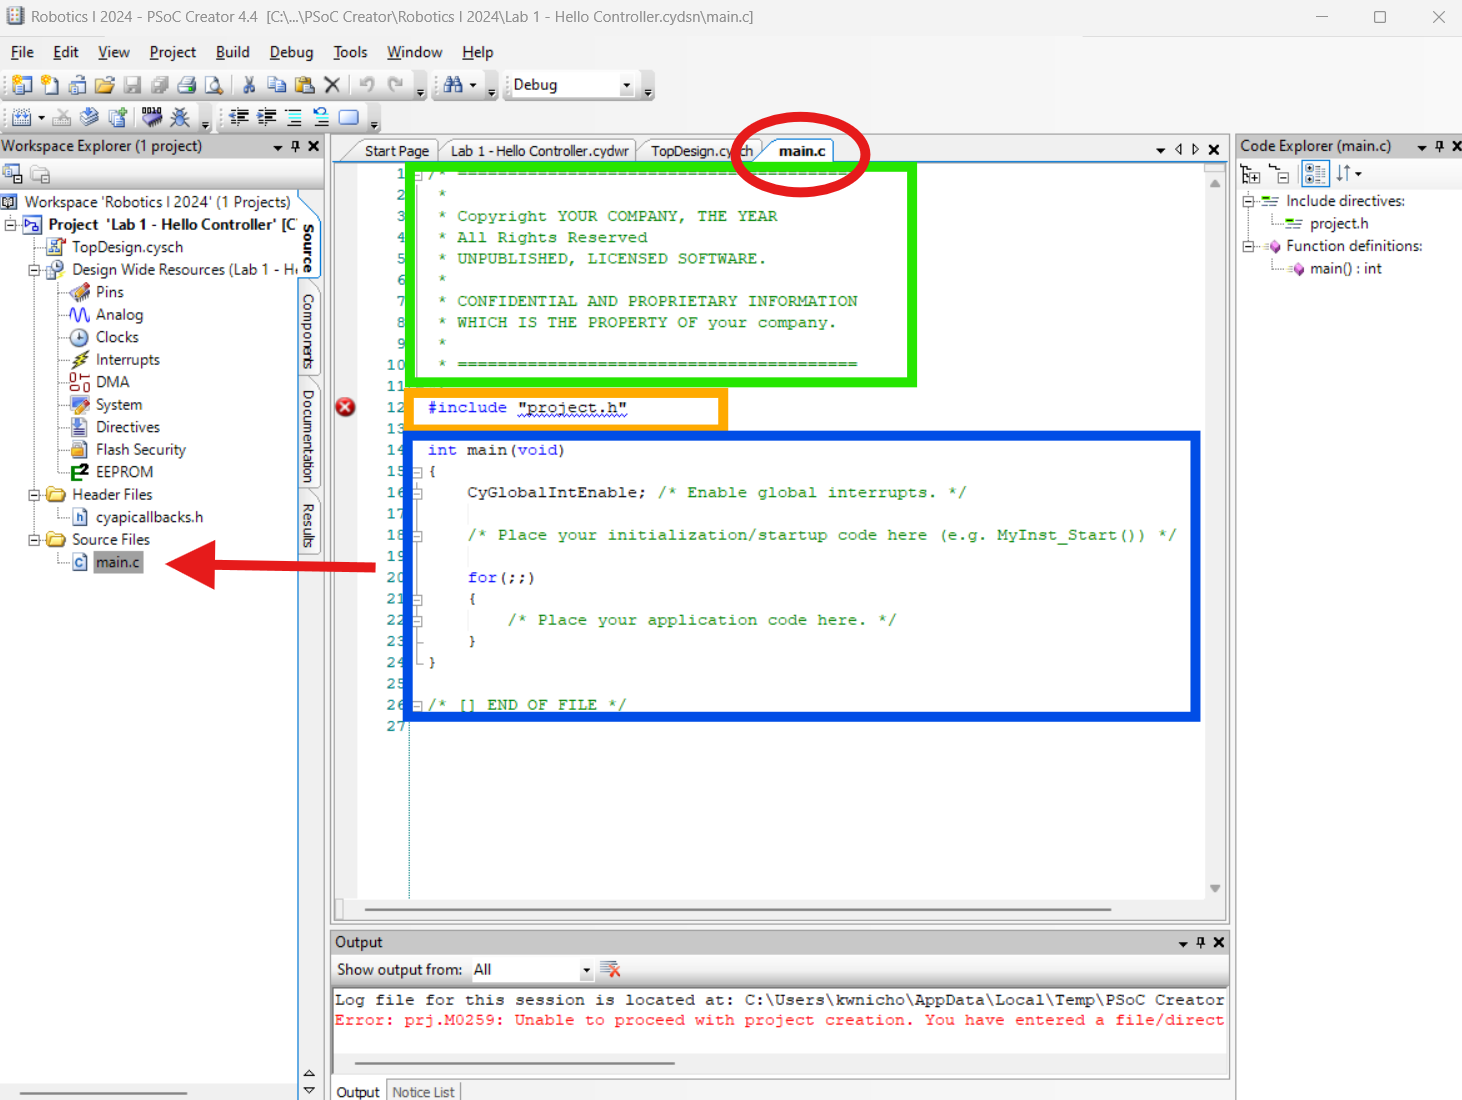 Robotics I 2024 - PSoC Creator 4.4 [C:\...\PSoC Creator\Robotics I 2024\Lab 1 - Hello Controller.cydsn\main.c]
File Edit View Project Build Debug Tools Window Help
Debug
Workspace Explorer (1 project)
Workspace 'Robotics I 2024' (1 Projects)
Project 'Lab 1 - Hello Controller' [C
TopDesign.cysch
Design Wide Resources (Lab 1 - He
Pins
Analog
Clocks
Interrupts
DMA
System
Directives
Flash Security
EEPROM
Header Files
cyapicallbacks.h
Source Files
main.c
Source
Components
Documentation
Results
Start Page Lab 1 - Hello Controller.cydwr TopDesign.cysch main.c
1 /* ========================================
2 *
3 * Copyright YOUR COMPANY, THE YEAR
4 * All Rights Reserved
5 * UNPUBLISHED, LICENSED SOFTWARE.
6 *
7 * CONFIDENTIAL AND PROPRIETARY INFORMATION
8 * WHICH IS THE PROPERTY OF your company.
9 *
10 * ========================================
11
12 #include "project.h"
13
14 int main(void)
15 {
16 CyGlobalIntEnable; /* Enable global interrupts. */
17
18 /* Place your initialization/startup code here (e.g. MyInst_Start()) */
19
20 for(;;)
21 {
22 /* Place your application code here. */
23 }
24 }
25
26 /* [] END OF FILE */
27
Code Explorer (main.c)
Include directives:
project.h
Function definitions:
main() : int
Output
Show output from: All
Log file for this session is located at: C:\Users\kwnicho\AppData\Local\Temp\PSoC Creator
Error: prj.M0259: Unable to proceed with project creation. You have entered a file/direct
Output Notice List